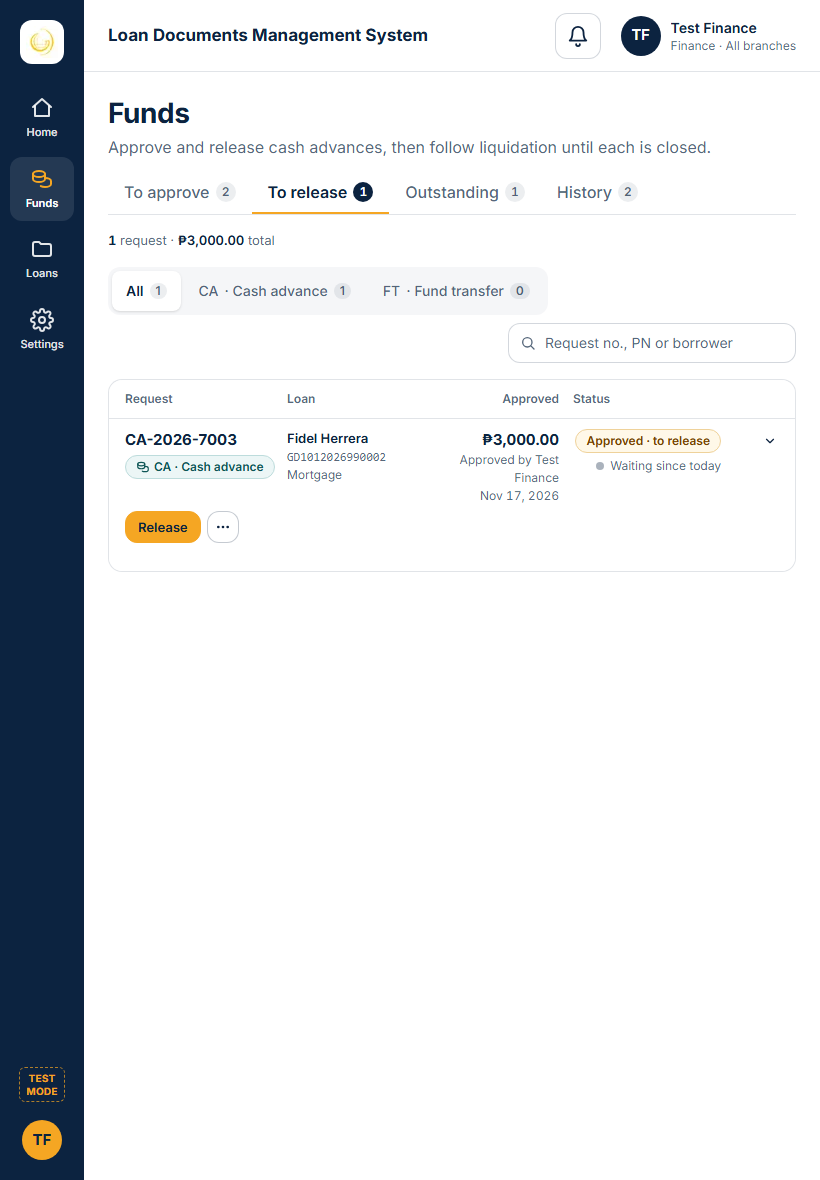 Loan Documents Management System
TF
Test Finance
Finance · All branches
Home
Funds
Loans
Settings
TEST
MODE
TF
Funds
Approve and release cash advances, then follow liquidation until each is closed.
To approve 2
To release 1
Outstanding 1
History 2
1 request · ₱3,000.00 total
All 1
CA · Cash advance 1
FT · Fund transfer 0
Request no., PN or borrower
Request Loan Approved Status
CA-2026-7003
CA · Cash advance
Fidel Herrera
GD1012026990002
Mortgage
₱3,000.00
Approved by Test
Finance
Nov 17, 2026
Approved · to release
Waiting since today
Release